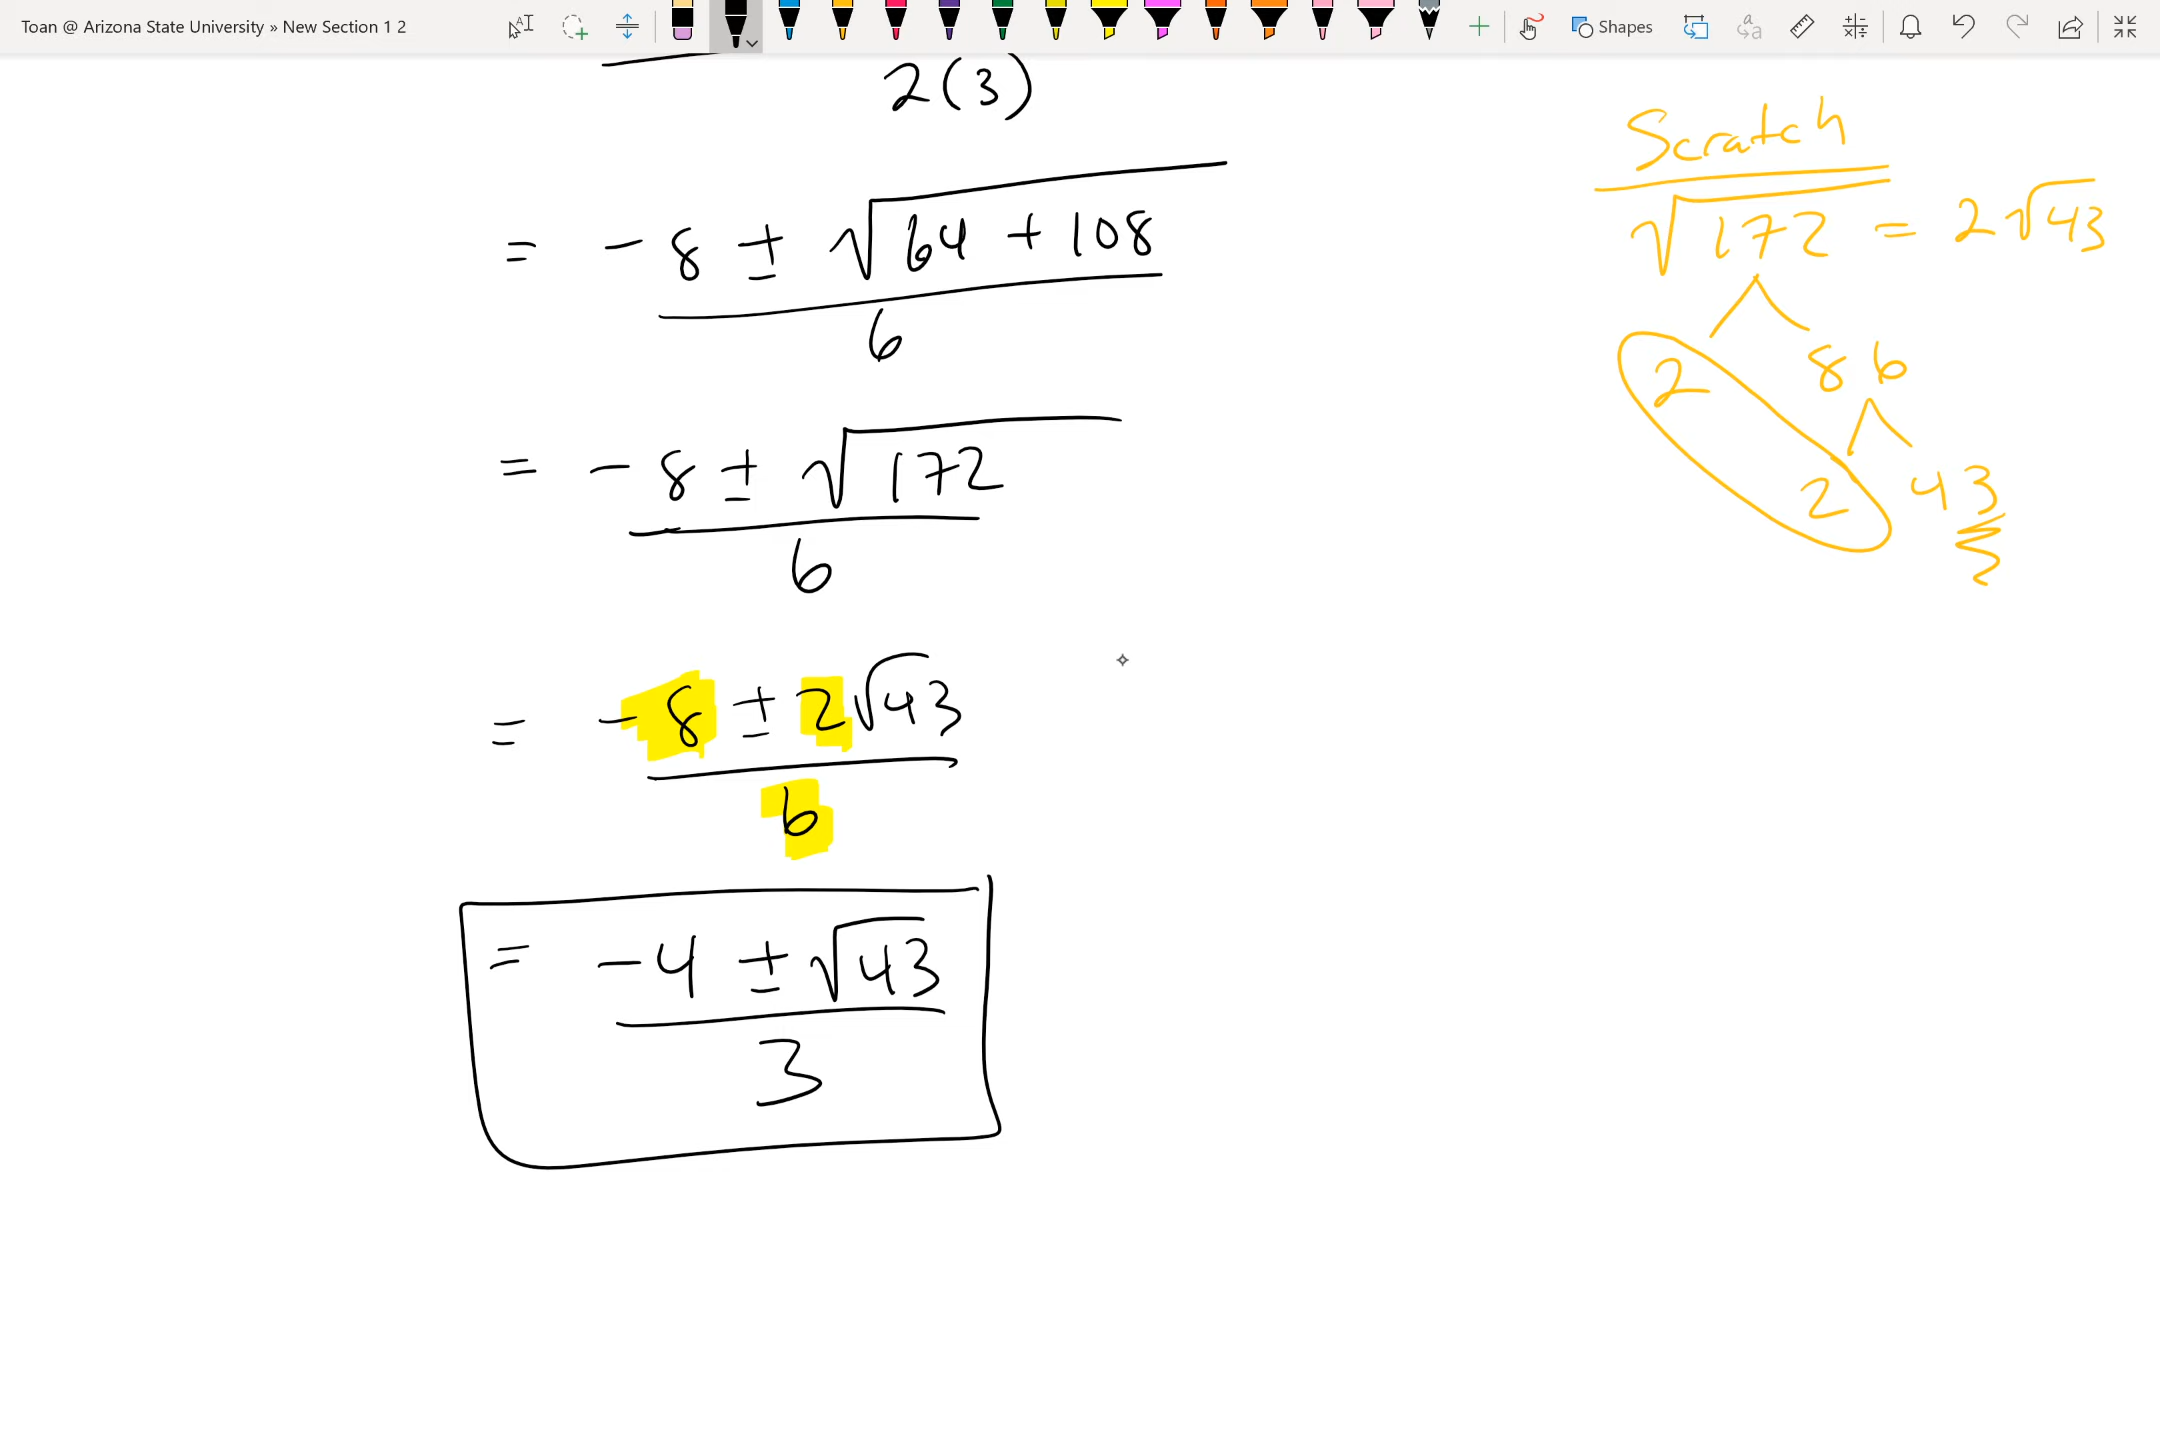 Toan @ Arizona State University » New Section 1 2
Shapes
2(3)
= -8 ± √64 + 108
6
= -8 ± √172
6
= -8 ± 2√43
6
= -4 ± √43
3
Scratch
√172 = 2√43
2 86
2 43